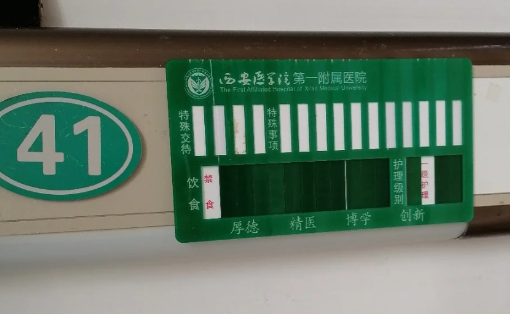 41
西安医学院第一附属医院
The First Affiliated Hospital of Xi'an Medical University
特殊交待
特殊事项
饮食
禁食
护理级别
一级护理
厚德 精医 博学 创新